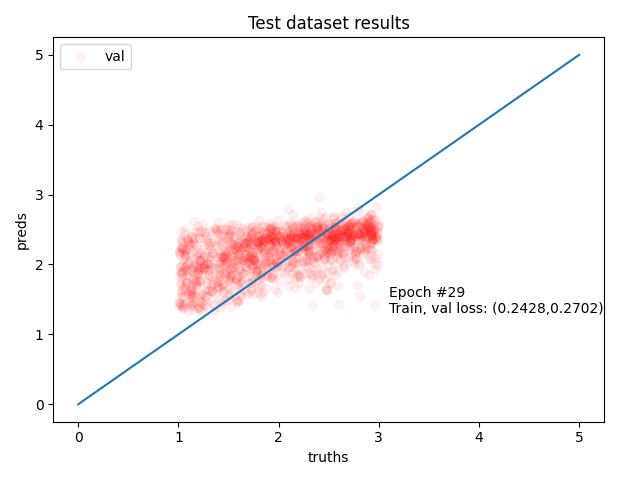 Test dataset results
val
5
4
3
2
1
0
preds
Epoch #29
Train, val loss: (0.2428,0.2702)
0 1 2 3 4 5
truths